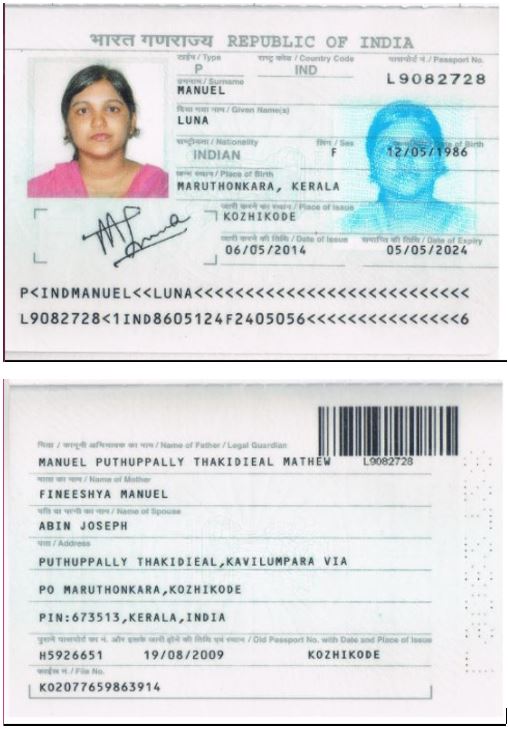 भारत गणराज्य REPUBLIC OF INDIA
टाईप / Type राष्ट्र कोड / Country Code पासपोर्ट नं. / Passport No.
P IND L9082728
उपनाम / Surname
MANUEL
दिया गया नाम / Given Name(s)
LUNA
राष्ट्रीयता / Nationality लिंग / Sex of Birth
INDIAN F 12/05/1986
जन्म स्थान / Place of Birth
MARUTHONKARA, KERALA
जारी करने का स्थान / Place of Issue
KOZHIKODE
जारी करने की तिथि / Date of Issue समाप्ति की तिथि / Date of Expiry
06/05/2014 05/05/2024
P<INDMANUEL<<LUNA<<<<<<<<<<<<<<<<<<<<<<<<<<<
L9082728<1IND8605124F2405056<<<<<<<<<<<<<<<6
पिता / कानूनी अभिभावक का नाम / Name of Father / Legal Guardian
MANUEL PUTHUPPALLY THAKIDIEAL MATHEW L9082728
माता का नाम / Name of Mother
FINEESHYA MANUEL
पति या पत्नी का नाम / Name of Spouse
ABIN JOSEPH
पता / Address
PUTHUPPALLY THAKIDIEAL,KAVILUMPARA VIA
PO MARUTHONKARA,KOZHIKODE
PIN:673513,KERALA,INDIA
पुराने पासपोर्ट का नं. और इसके जारी होने की तिथि एवं स्थान / Old Passport No. with Date and Place of Issue
H5926651 19/08/2009 KOZHIKODE
फाईल नं. / File No.
KO2077659863914